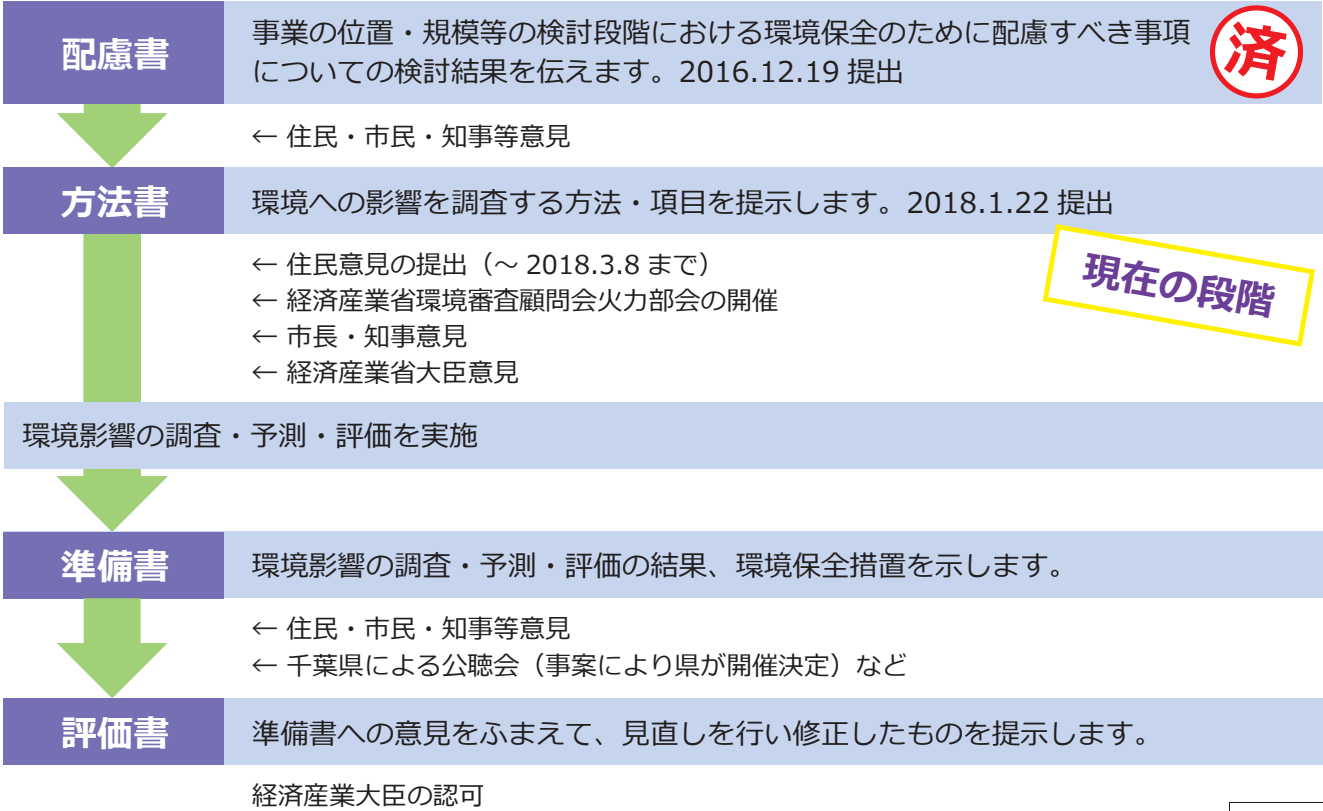 配慮書
事業の位置・規模等の検討段階における環境保全のために配慮すべき事項
についての検討結果を伝えます。2016.12.19 提出
済
← 住民・市民・知事等意見
方法書
環境への影響を調査する方法・項目を提示します。2018.1.22 提出
← 住民意見の提出（～ 2018.3.8 まで）
現在の段階
← 経済産業省環境審査顧問会火力部会の開催
← 市長・知事意見
← 経済産業省大臣意見
環境影響の調査・予測・評価を実施
準備書
環境影響の調査・予測・評価の結果、環境保全措置を示します。
← 住民・市民・知事等意見
← 千葉県による公聴会（事案により県が開催決定）など
評価書
準備書への意見をふまえて、見直しを行い修正したものを提示します。
経済産業大臣の認可